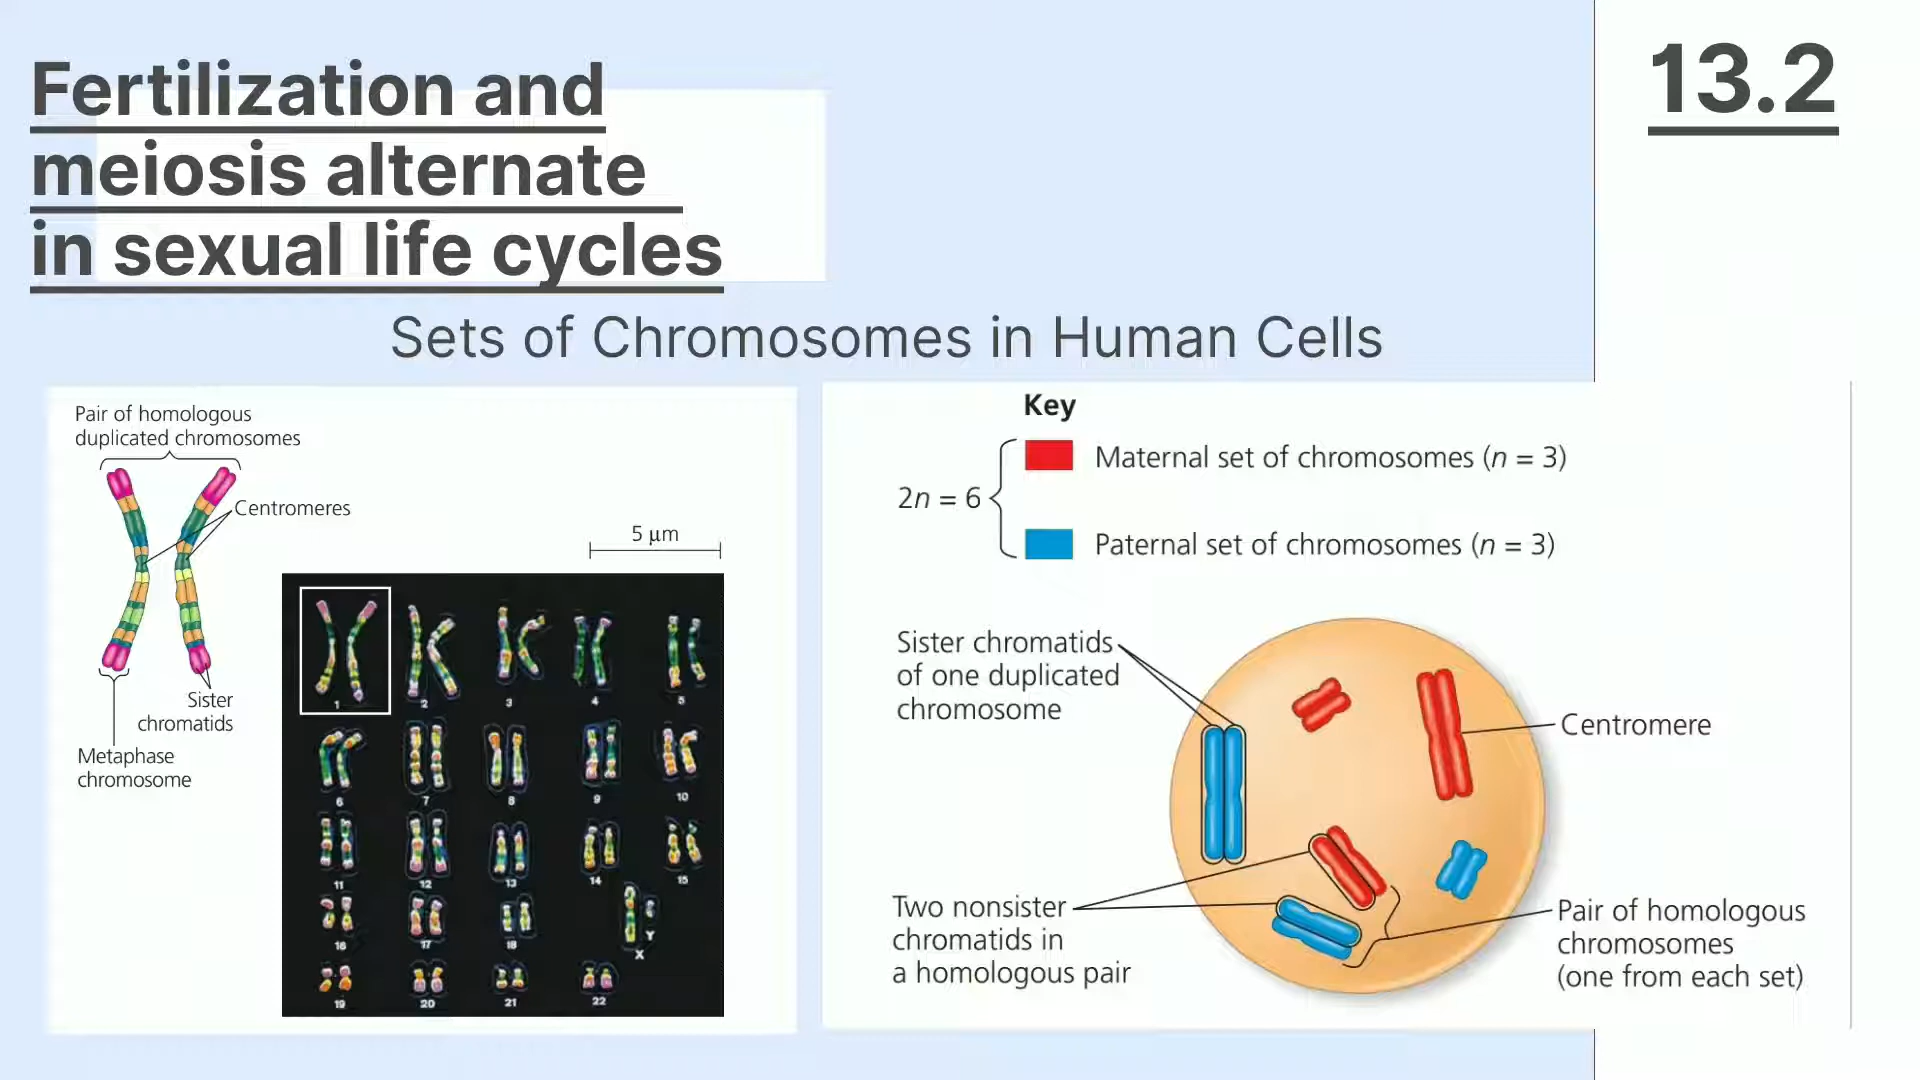 Fertilization and
meiosis alternate
in sexual life cycles
13.2
Sets of Chromosomes in Human Cells
Pair of homologous
duplicated chromosomes
Centromeres
Sister
chromatids
Metaphase
chromosome
5 µm
1 2 3 4 5
6 7 8 9 10
11 12 13 14 15
16 17 18 X Y
19 20 21 22
Key
2n = 6
Maternal set of chromosomes (n = 3)
Paternal set of chromosomes (n = 3)
Sister chromatids
of one duplicated
chromosome
Centromere
Two nonsister
chromatids in
a homologous pair
Pair of homologous
chromosomes
(one from each set)